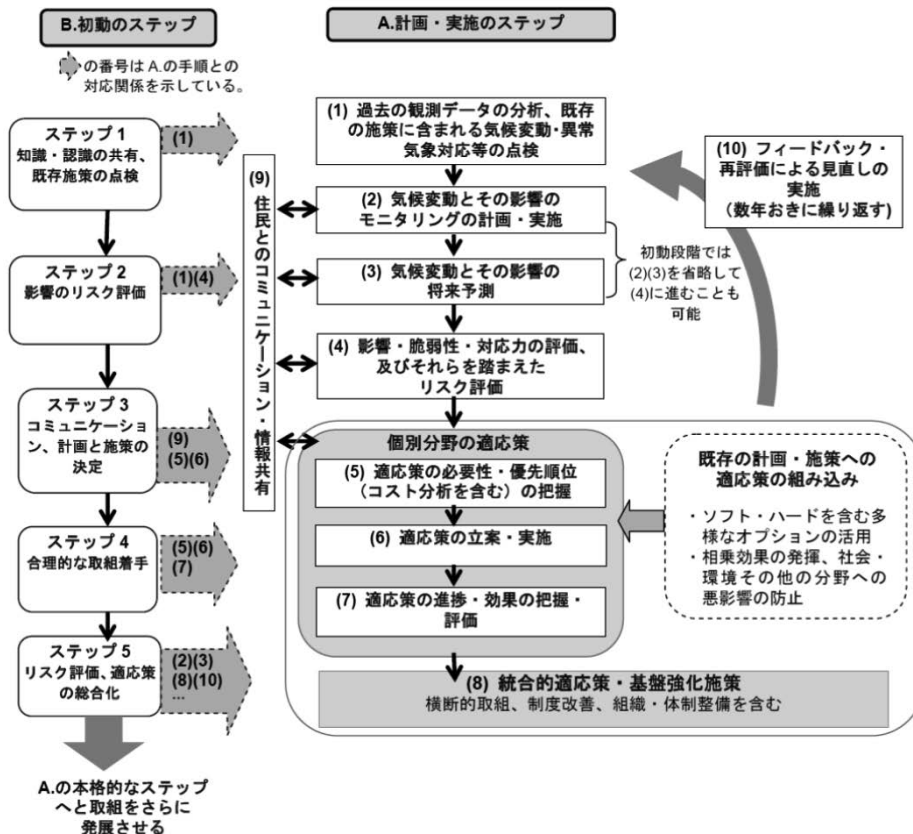 B.初動のステップ
の番号は A.の手順との
対応関係を示している。
ステップ 1
知識・認識の共有、
既存施策の点検
(1)
ステップ 2
影響のリスク評価
(1)(4)
ステップ 3
コミュニケーショ
ン、計画と施策の
決定
(9)
(5)(6)
ステップ 4
合理的な取組着手
(5)(6)
(7)
ステップ 5
リスク評価、適応策
の総合化
(2)(3)
(8)(10)
...
A.の本格的なステップ
へと取組をさらに
発展させる
(9) 住民とのコミュニケーション・情報共有
A.計画・実施のステップ
(1) 過去の観測データの分析、既存
の施策に含まれる気候変動・異常
気象対応等の点検
(2) 気候変動とその影響の
モニタリングの計画・実施
(3) 気候変動とその影響の
将来予測
初動段階では
(2)(3)を省略して
(4)に進むことも
可能
(4) 影響・脆弱性・対応力の評価、
及びそれらを踏まえた
リスク評価
個別分野の適応策
(5) 適応策の必要性・優先順位
（コスト分析を含む）の把握
(6) 適応策の立案・実施
(7) 適応策の進捗・効果の把握・
評価
(8) 統合的適応策・基盤強化施策
横断的取組、制度改善、組織・体制整備を含む
(10) フィードバック・
再評価による見直しの
実施
（数年おきに繰り返す)
既存の計画・施策への
適応策の組み込み
・ソフト・ハードを含む多
様なオプションの活用
・相乗効果の発揮、社会・
環境その他の分野への
悪影響の防止